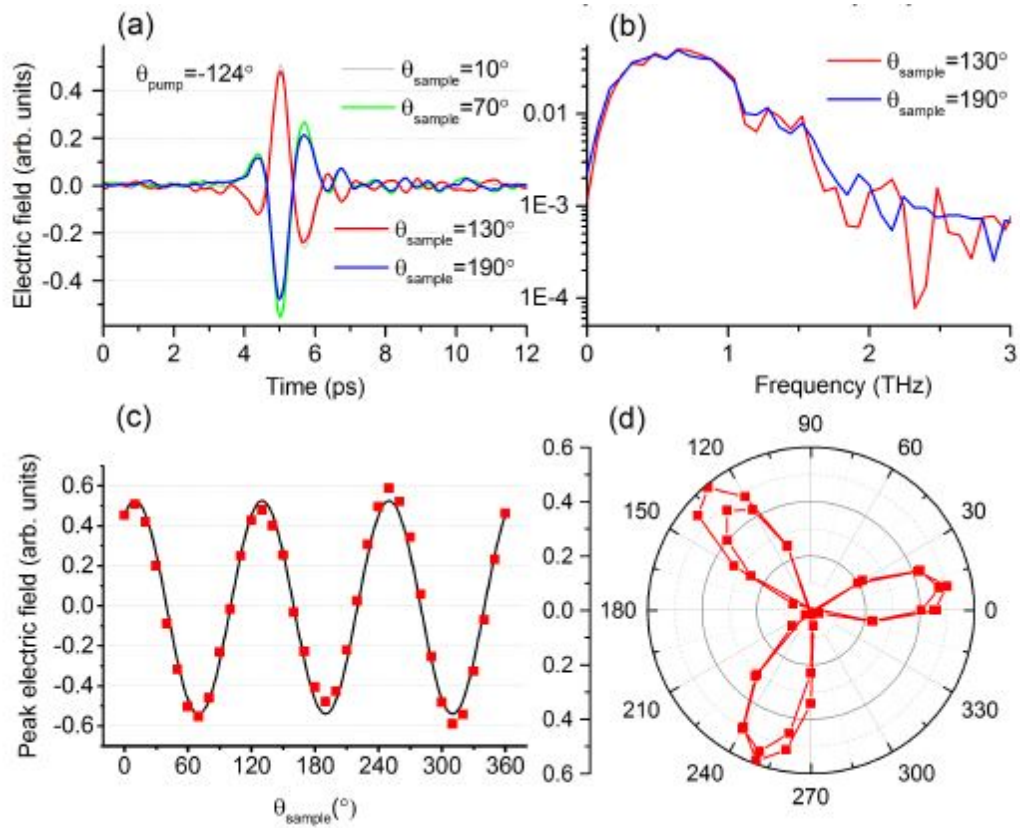 (a)
θpump=-124°
θsample=10°
θsample=70°
θsample=130°
θsample=190°
Electric field (arb. units)
0.4
0.2
0.0
-0.2
-0.4
0 2 4 6 8 10 12
Time (ps)
(b)
θsample=130°
θsample=190°
0.01
1E-3
1E-4
0 1 2 3
Frequency (THz)
(c)
Peak electric field (arb. units)
0.6
0.4
0.2
0.0
-0.2
-0.4
-0.6
0 60 120 180 240 300 360
θsample(°)
(d)
0.6
0.4
0.2
0.0
0.2
0.4
0.6
90
120 60
150 30
180 0
210 330
240 300
270